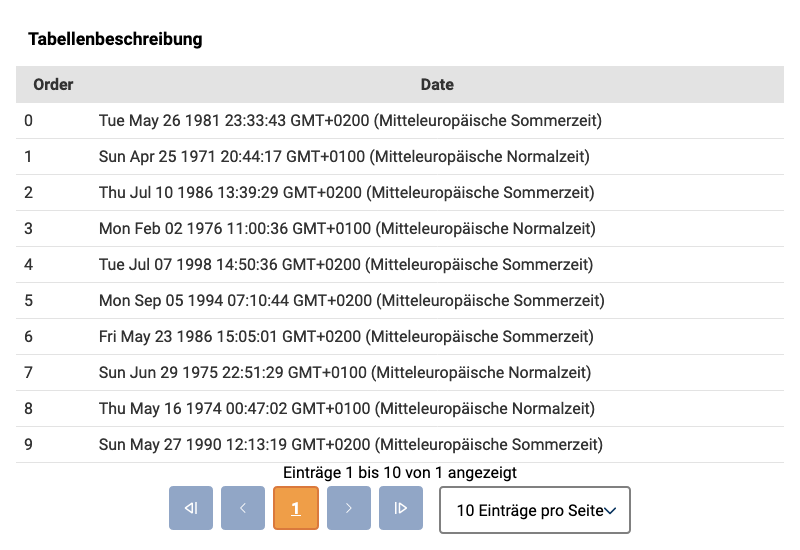 Tabellenbeschreibung
Order Date
0 Tue May 26 1981 23:33:43 GMT+0200 (Mitteleuropäische Sommerzeit)
1 Sun Apr 25 1971 20:44:17 GMT+0100 (Mitteleuropäische Normalzeit)
2 Thu Jul 10 1986 13:39:29 GMT+0200 (Mitteleuropäische Sommerzeit)
3 Mon Feb 02 1976 11:00:36 GMT+0100 (Mitteleuropäische Normalzeit)
4 Tue Jul 07 1998 14:50:36 GMT+0200 (Mitteleuropäische Sommerzeit)
5 Mon Sep 05 1994 07:10:44 GMT+0200 (Mitteleuropäische Sommerzeit)
6 Fri May 23 1986 15:05:01 GMT+0200 (Mitteleuropäische Sommerzeit)
7 Sun Jun 29 1975 22:51:29 GMT+0100 (Mitteleuropäische Normalzeit)
8 Thu May 16 1974 00:47:02 GMT+0100 (Mitteleuropäische Normalzeit)
9 Sun May 27 1990 12:13:19 GMT+0200 (Mitteleuropäische Sommerzeit)
Einträge 1 bis 10 von 1 angezeigt
1 10 Einträge pro Seite